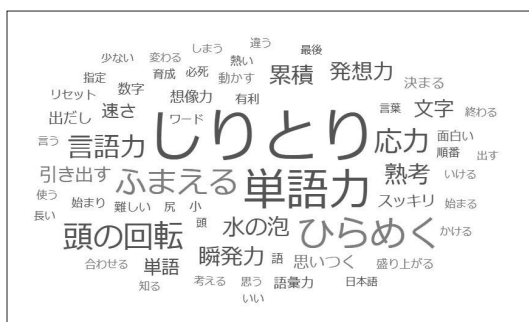 少ない 変わる しまう 違う 最後
指定 育成 必死 熱い 動かす 累積 発想力
リセット 数字 想像力 有利 決まる
出だし 速さ ワード しりとり 言葉 文字 終わる
言う 言語力 応力 面白い 順番 出す
引き出す ふまえる 単語力 熟考 いける
使う 始まり 難しい 尻 小 スッキリ 始まる
長い 頭の回転 頭 水の泡 ひらめく かける
合わせる 単語 瞬発力 語 思いつく 盛り上がる
知る 考える 思う 語彙力 日本語
いい